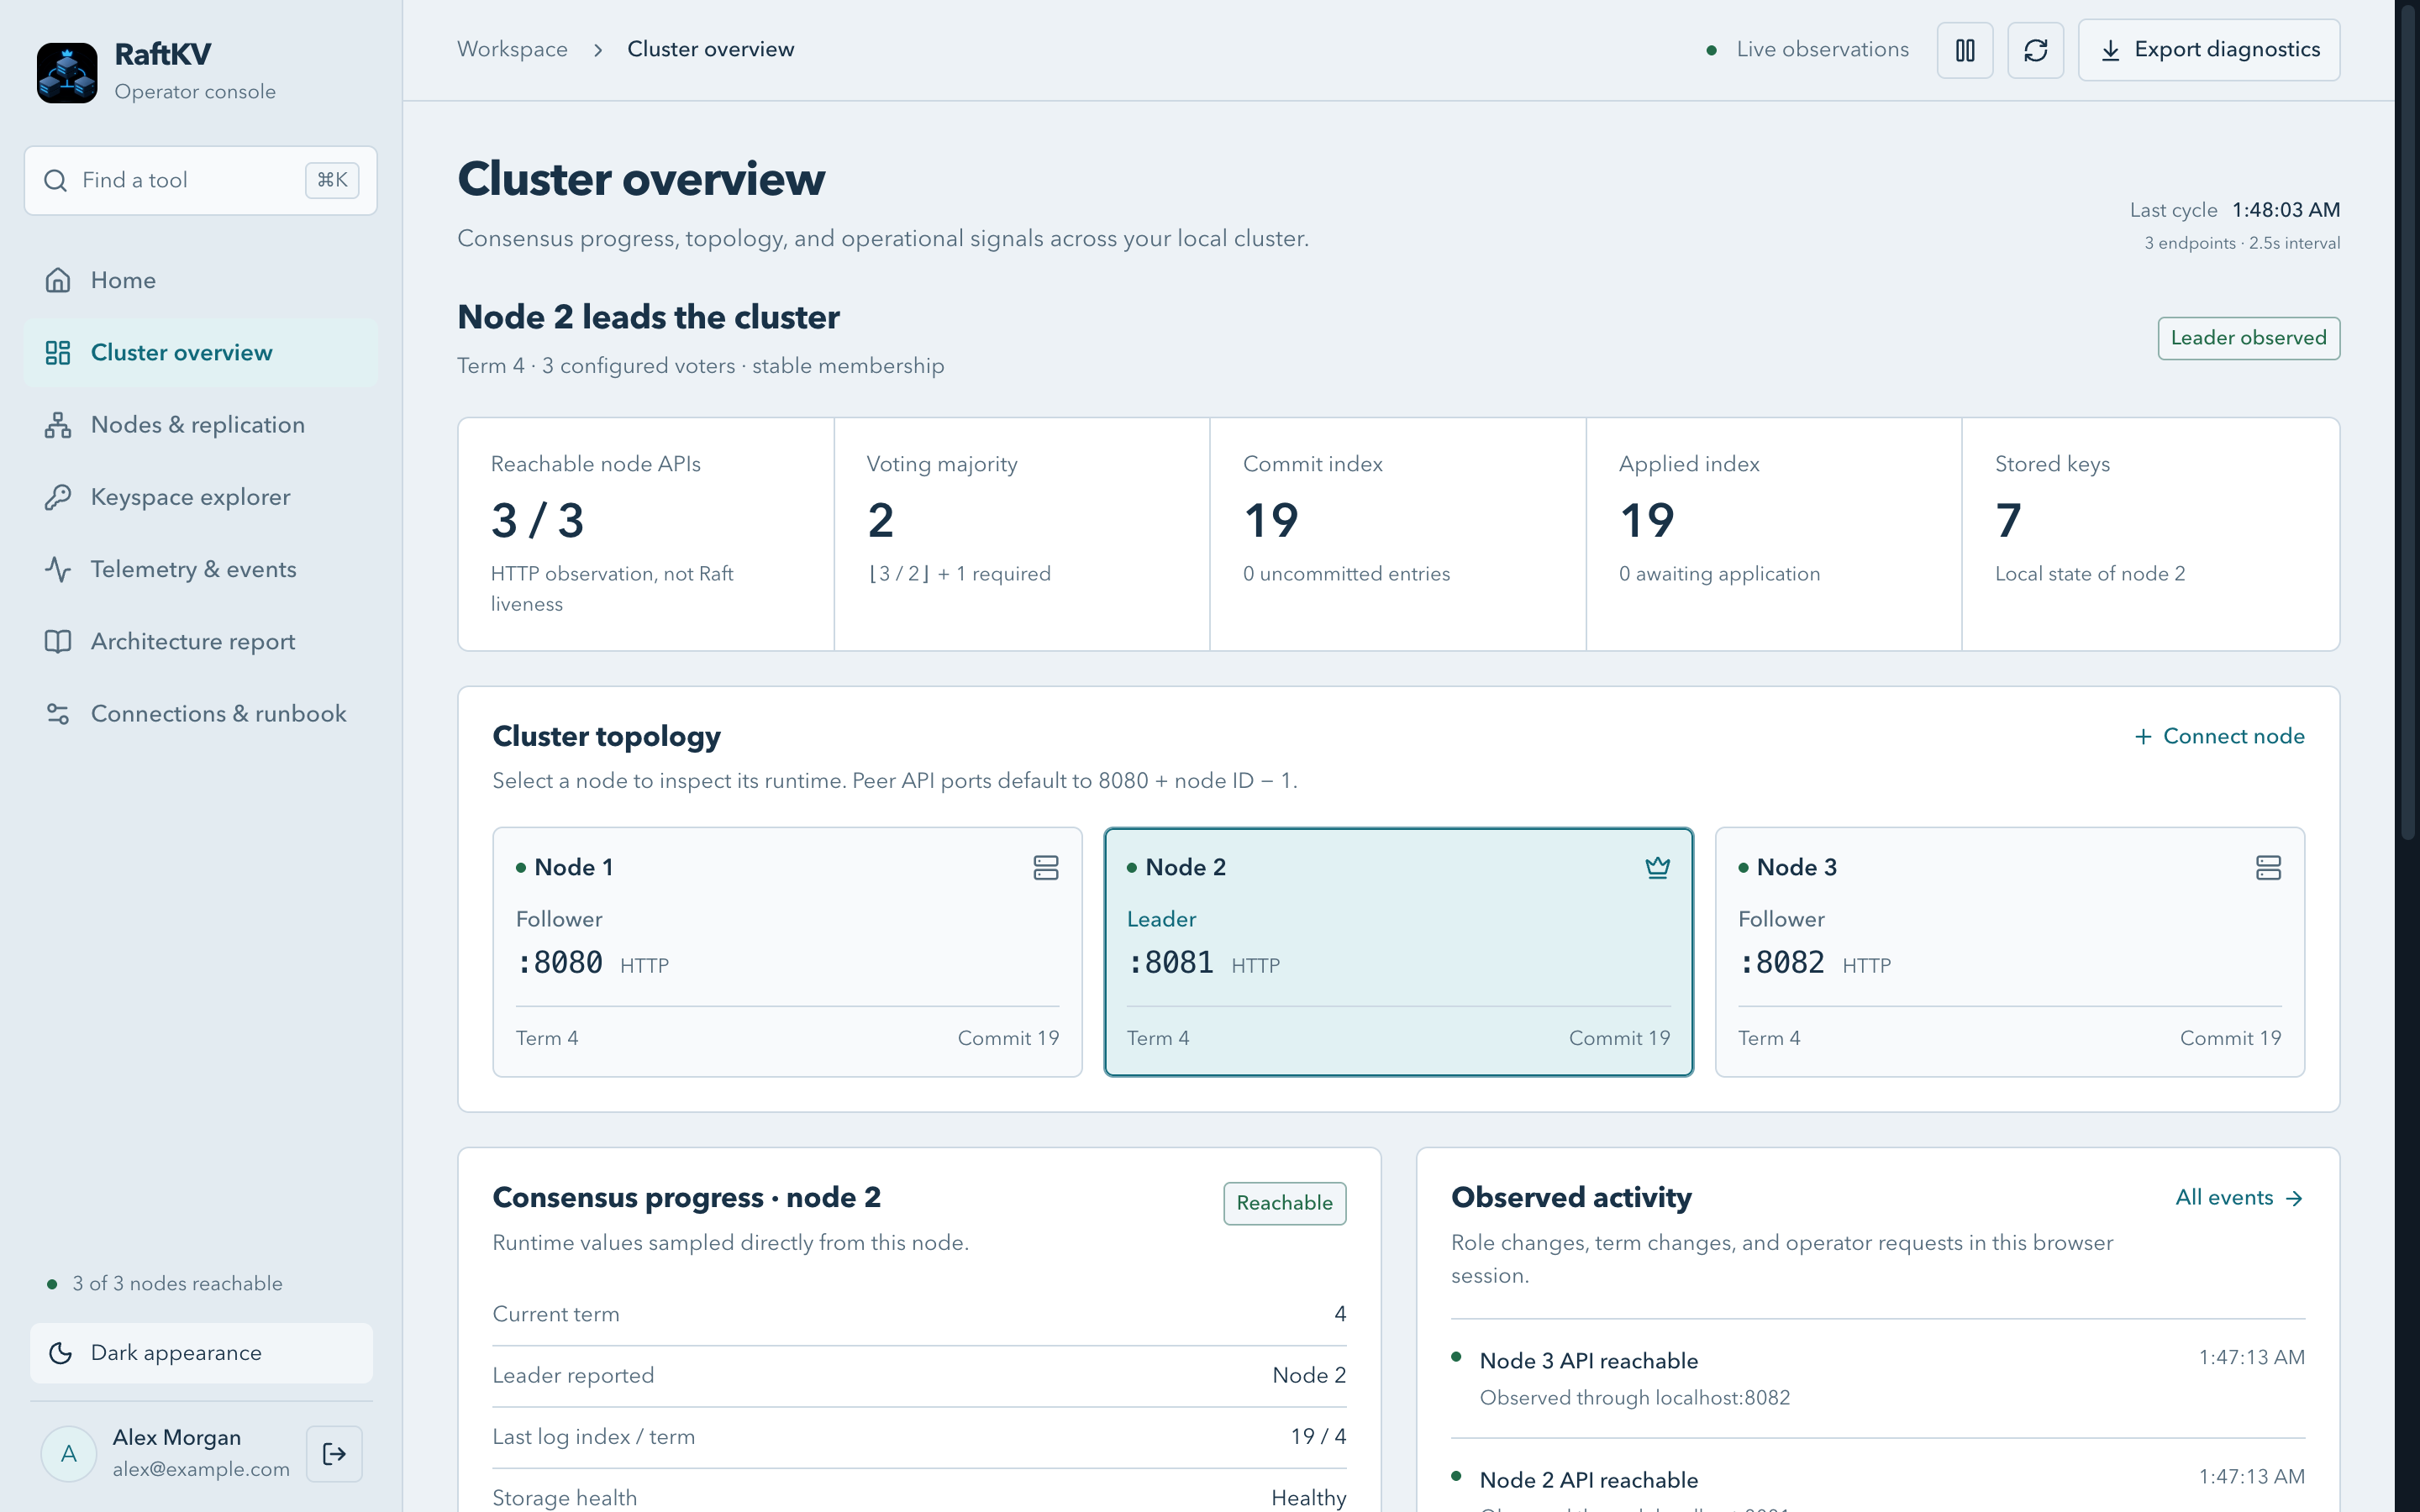 RaftKV
Operator console
Find a tool
⌘K
Home
Cluster overview
Nodes & replication
Keyspace explorer
Telemetry & events
Architecture report
Connections & runbook
3 of 3 nodes reachable
Dark appearance
A
Alex Morgan
alex@example.com
Workspace
Cluster overview
Live observations
Export diagnostics
Cluster overview
Consensus progress, topology, and operational signals across your local cluster.
Last cycle 1:48:03 AM
3 endpoints · 2.5s interval
Node 2 leads the cluster
Term 4 · 3 configured voters · stable membership
Leader observed
Reachable node APIs
3 / 3
HTTP observation, not Raft
liveness
Voting majority
2
⌊3 / 2⌋ + 1 required
Commit index
19
0 uncommitted entries
Applied index
19
0 awaiting application
Stored keys
7
Local state of node 2
Cluster topology
Select a node to inspect its runtime. Peer API ports default to 8080 + node ID − 1.
Connect node
Node 1
Follower
:8080 HTTP
Term 4 Commit 19
Node 2
Leader
:8081 HTTP
Term 4 Commit 19
Node 3
Follower
:8082 HTTP
Term 4 Commit 19
Consensus progress · node 2
Reachable
Runtime values sampled directly from this node.
Current term 4
Leader reported Node 2
Last log index / term 19 / 4
Storage health Healthy
Observed activity
All events
Role changes, term changes, and operator requests in this browser
session.
Node 3 API reachable 1:47:13 AM
Observed through localhost:8082
Node 2 API reachable 1:47:13 AM